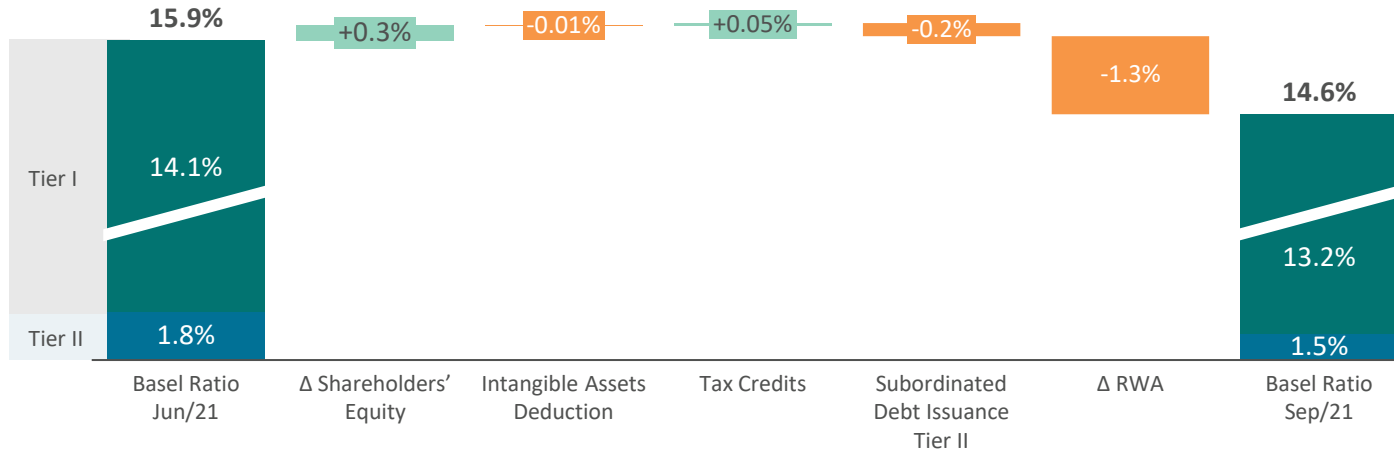 15.9%
+0.3%
-0.01%
+0.05%
-0.2%
-1.3%
14.6%
Tier I
14.1%
13.2%
Tier II
1.8%
1.5%
Basel Ratio
Jun/21
Δ Shareholders'
Equity
Intangible Assets
Deduction
Tax Credits
Subordinated
Debt Issuance
Tier II
Δ RWA
Basel Ratio
Sep/21